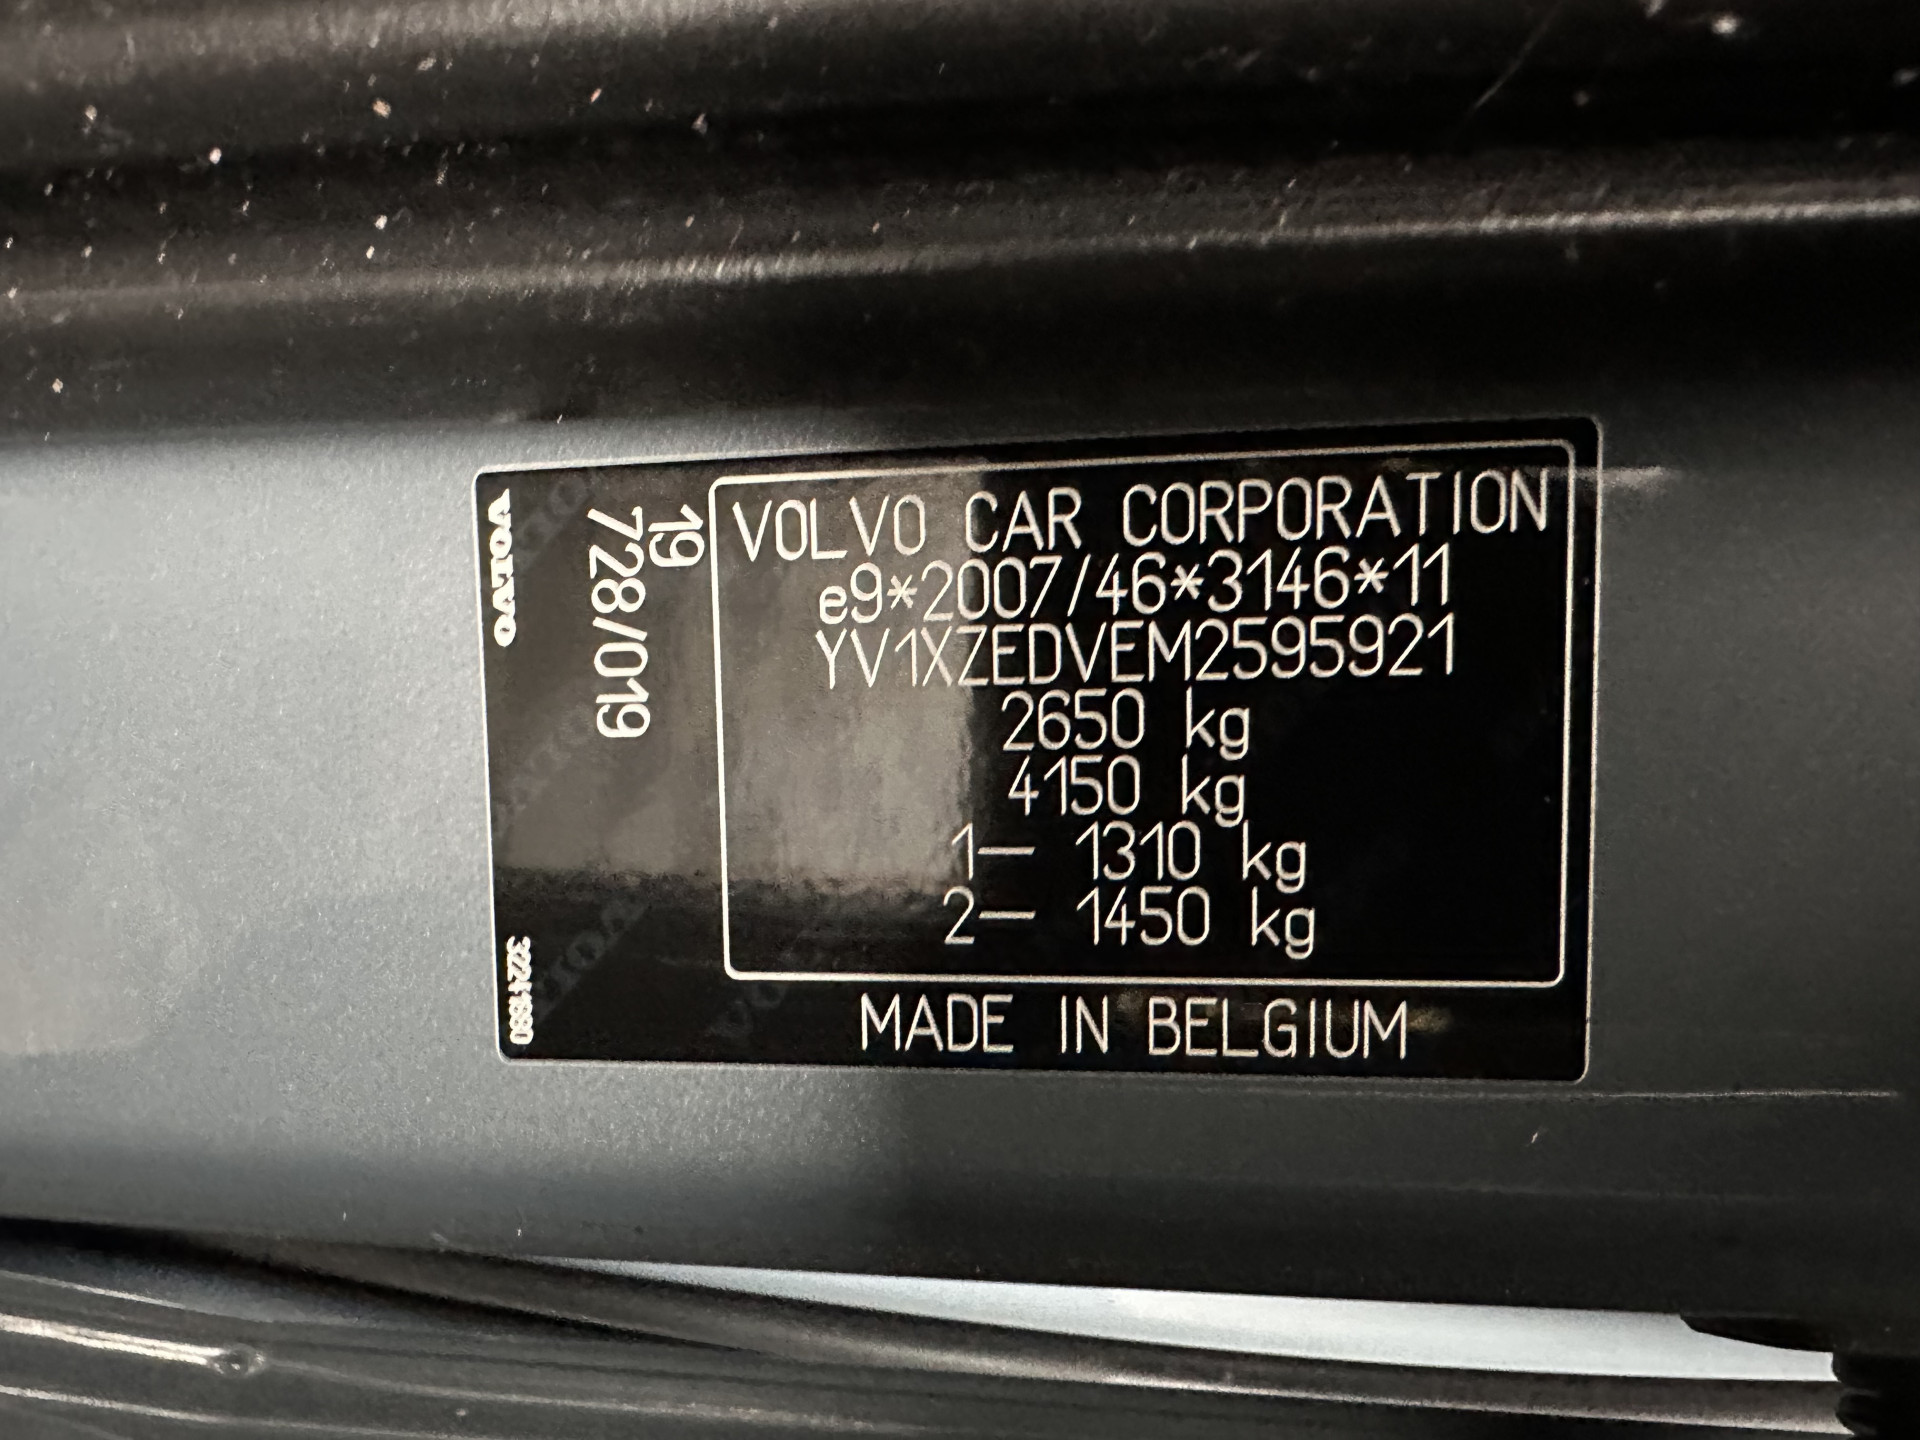 VOLVO
19
728/019
32241680
VOLVO CAR CORPORATION
e9*2007/46*3146*11
YV1XZEDVEM2595921
2650 kg
4150 kg
1— 1310 kg
2— 1450 kg
MADE IN BELGIUM